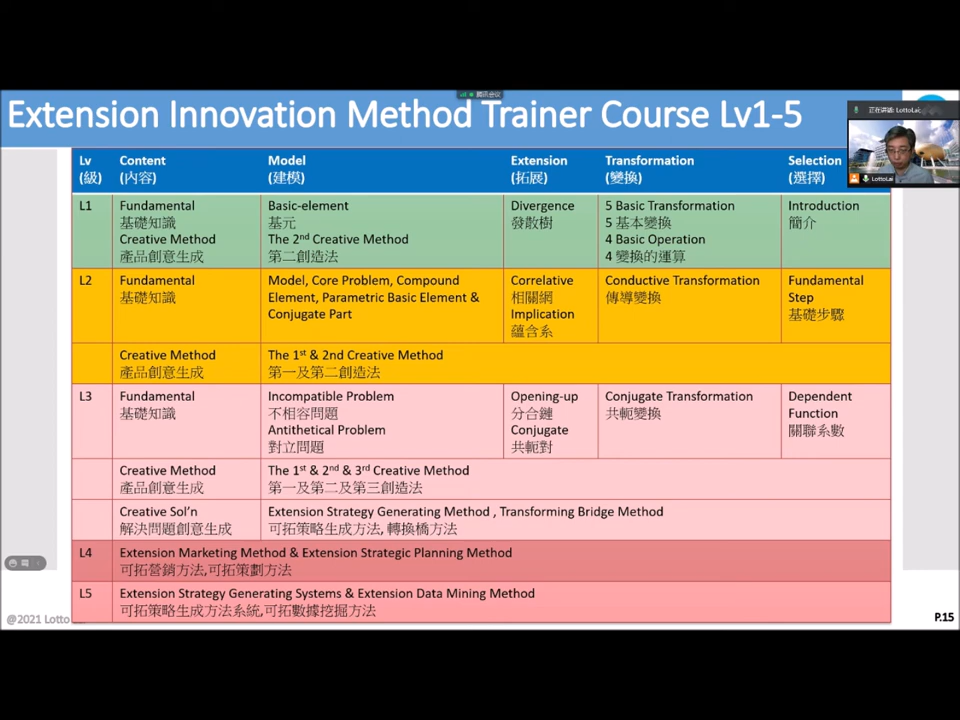 腾讯会议
Extension Innovation Method Trainer Course Lv1-5
正在讲话: LottoLai;
LottoLai
Lv
(級)
Content
(內容)
Model
(建模)
Extension
(拓展)
Transformation
(變換)
Selection
(選擇)
L1
Fundamental
基礎知識
Creative Method
產品創意生成
Basic-element
基元
The 2nd Creative Method
第二創造法
Divergence
發散樹
5 Basic Transformation
5 基本變換
4 Basic Operation
4 變換的運算
Introduction
簡介
L2
Fundamental
基礎知識
Model, Core Problem, Compound
Element, Parametric Basic Element &
Conjugate Part
Correlative
相關網
Implication
蘊含系
Conductive Transformation
傳導變換
Fundamental
Step
基礎步驟
Creative Method
產品創意生成
The 1st & 2nd Creative Method
第一及第二創造法
L3
Fundamental
基礎知識
Incompatible Problem
不相容問題
Antithetical Problem
對立問題
Opening-up
分合鏈
Conjugate
共軛對
Conjugate Transformation
共軛變換
Dependent
Function
關聯系數
Creative Method
產品創意生成
The 1st & 2nd & 3rd Creative Method
第一及第二及第三創造法
Creative Sol’n
解決問題創意生成
Extension Strategy Generating Method , Transforming Bridge Method
可拓策略生成方法, 轉換橋方法
L4
Extension Marketing Method & Extension Strategic Planning Method
可拓營銷方法,可拓策劃方法
L5
Extension Strategy Generating Systems & Extension Data Mining Method
可拓策略生成方法系統,可拓數據挖掘方法
@2021 Lotto
P.15